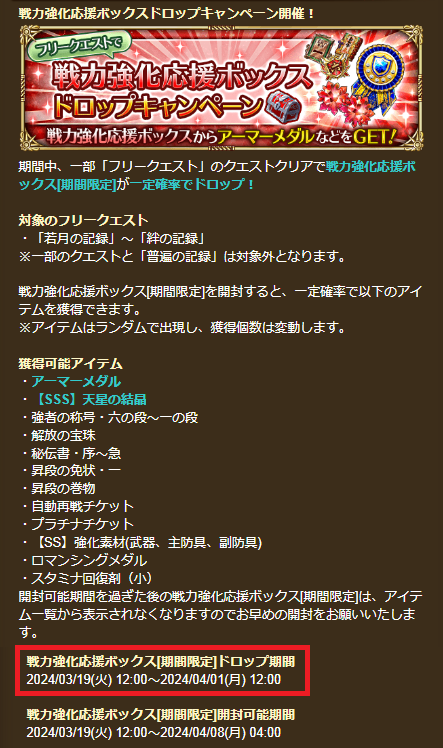 戦力強化応援ボックスドロップキャンペーン開催！
フリークエストで
戦力強化応援ボックス
ドロップキャンペーン
戦力強化応援ボックスからアーマーメダルなどをGET!
期間中、一部「フリークエスト」のクエストクリアで戦力強化応援ボ
ックス[期間限定]が一定確率でドロップ！
対象のフリークエスト
・「若月の記録」～「絆の記録」
※一部のクエストと「普遍の記録」は対象外となります。
戦力強化応援ボックス[期間限定]を開封すると、一定確率で以下のアイ
テムを獲得できます。
※アイテムはランダムで出現し、獲得個数は変動します。
獲得可能アイテム
・アーマーメダル
・【SSS】天星の結晶
・強者の称号・六の段～一の段
・解放の宝珠
・秘伝書・序～急
・昇段の免状・一
・昇段の巻物
・自動再戦チケット
・プラチナチケット
・【SS】強化素材(武器、主防具、副防具)
・ロマンシングメダル
・スタミナ回復剤（小）
開封可能期間を過ぎた後の戦力強化応援ボックス[期間限定]は、アイテ
ム一覧から表示されなくなりますのでお早めの開封をお願いいたしま
す。
戦力強化応援ボックス[期間限定]ドロップ期間
2024/03/19(火) 12:00～2024/04/01(月) 12:00
戦力強化応援ボックス[期間限定]開封可能期間
2024/03/19(火) 12:00～2024/04/08(月) 04:00